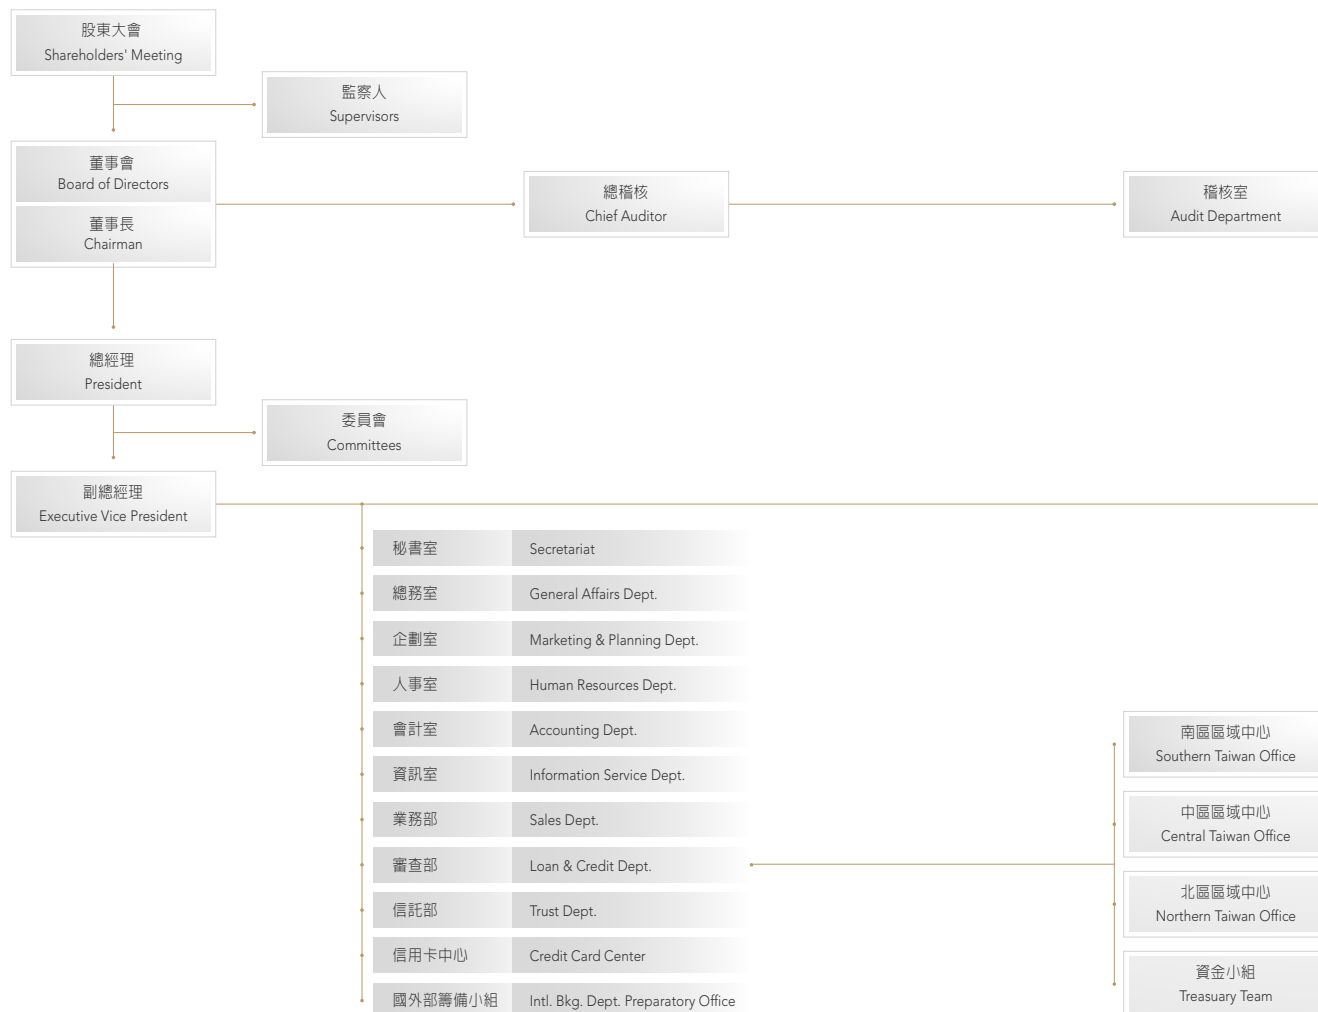 股東大會
Shareholders' Meeting
監察人
Supervisors
董事會
Board of Directors
董事長
Chairman
總稽核
Chief Auditor
稽核室
Audit Department
總經理
President
委員會
Committees
副總經理
Executive Vice President
秘書室 Secretariat
總務室 General Affairs Dept.
企劃室 Marketing & Planning Dept.
人事室 Human Resources Dept.
會計室 Accounting Dept.
資訊室 Information Service Dept.
業務部 Sales Dept.
審查部 Loan & Credit Dept.
信託部 Trust Dept.
信用卡中心 Credit Card Center
國外部籌備小組 Intl. Bkg. Dept. Preparatory Office
南區區域中心
Southern Taiwan Office
中區區域中心
Central Taiwan Office
北區區域中心
Northern Taiwan Office
資金小組
Treasuary Team